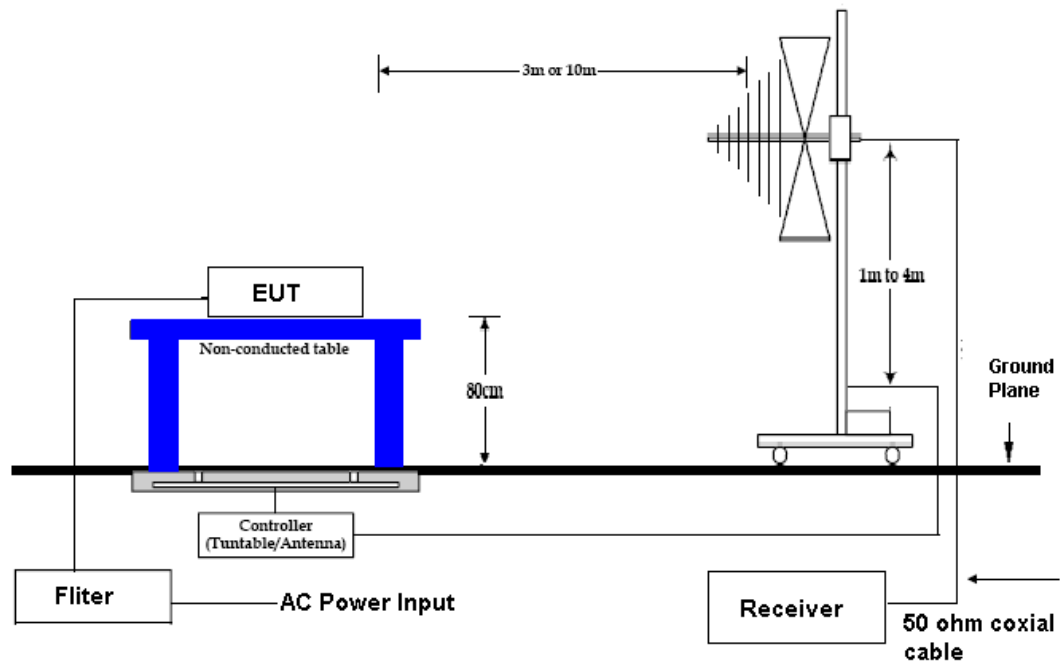 3m or 10m
EUT
1m to 4m
Non-conducted table
80cm
Ground
Plane
Controller
(Tuntable/Antenna)
Fliter
AC Power Input
Receiver
50 ohm coxial
cable